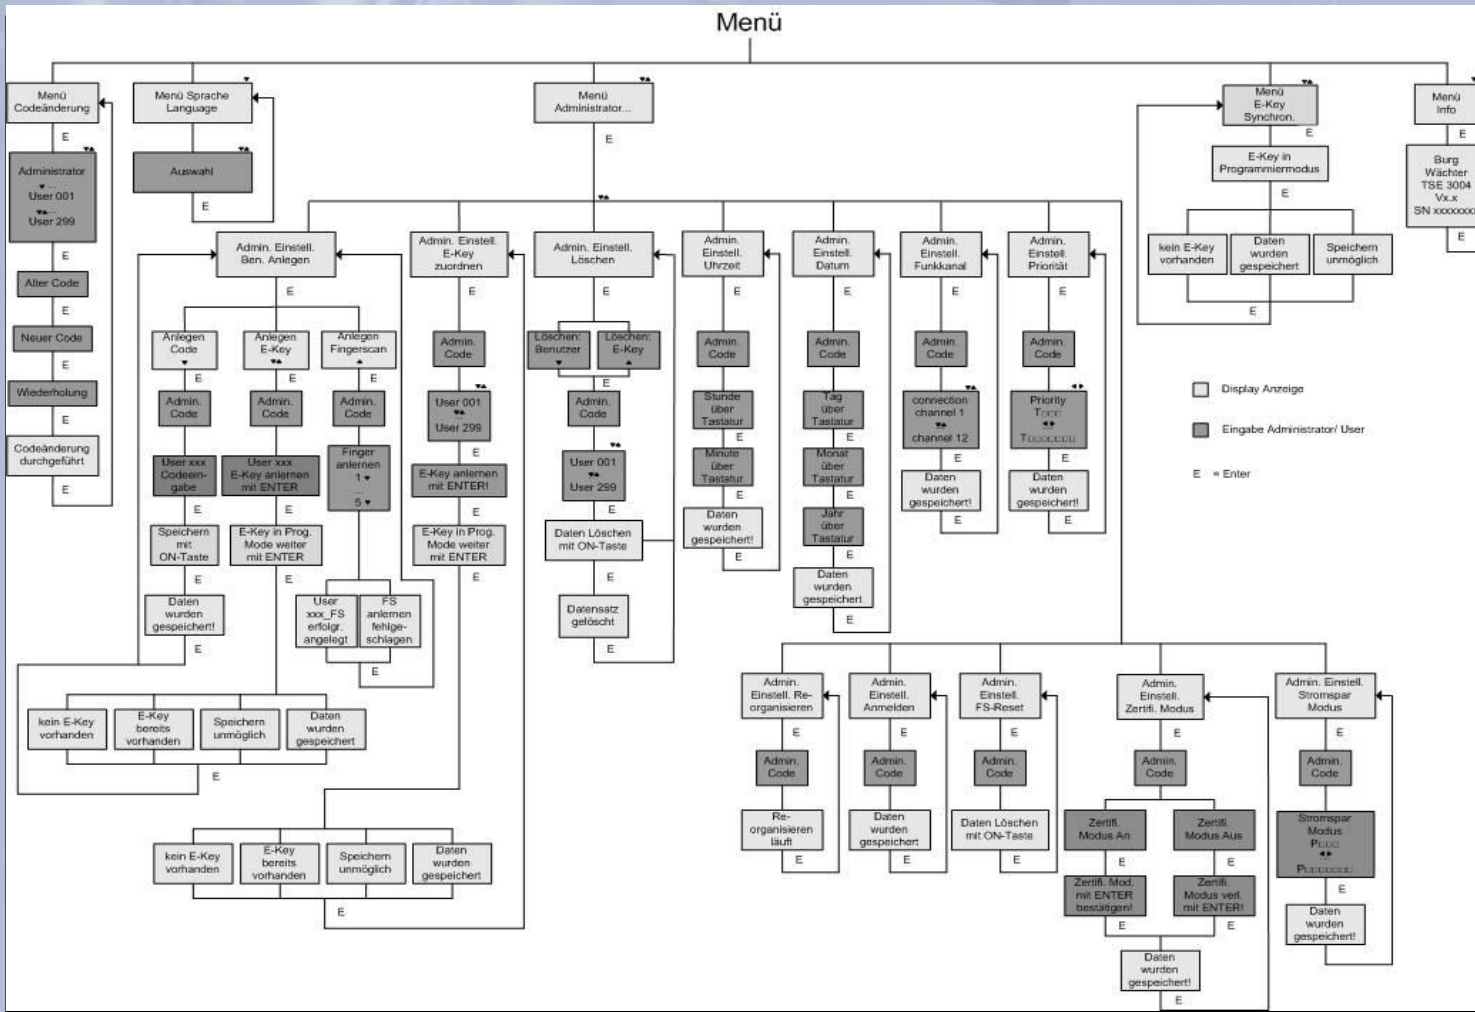 Menü
Menü
Codeänderung
E
Administrator
...
User 001
...
User 299
E
Alter Code
E
Neuer Code
E
Wiederholung
E
Codeänderung
durchgeführt
E
Menü Sprache
Language
E
Auswahl
E
Menü
Administrator...
E
Admin. Einstell.
Ben. Anlegen
E
Anlegen
Code
E
Admin.
Code
User xxx
Codeein-
gabe
Speichern
mit
ON-Taste
E
Daten
wurden
gespeichert!
E
Anlegen
E-Key
E
Admin.
Code
User xxx
E-Key anlernen
mit ENTER
E-Key in Prog.
Mode weiter
mit ENTER
E
kein E-Key
vorhanden
E-Key
bereits
vorhanden
Speichern
unmöglich
Daten
wurden
gespeichert
E
Anlegen
Fingerscan
E
Admin.
Code
Finger
anlernen
1
...
5
User
xxx_FS
erfolgr.
angelegt
FS
anlernen
fehlge-
schlagen
E
Admin. Einstell.
E-Key
zuordnen
E
Admin.
Code
User 001
...
User 299
E
E-Key anlernen
mit ENTER!
E
E-Key in Prog.
Mode weiter
mit ENTER
E
kein E-Key
vorhanden
E-Key
bereits
vorhanden
Speichern
unmöglich
Daten
wurden
gespeichert
E
Admin. Einstell.
Löschen
E
Löschen:
Benutzer
Löschen:
E-Key
E
Admin.
Code
User 001
User 299
E
Daten Löschen
mit ON-Taste
E
Datensatz
gelöscht
E
Admin.
Einstell.
Uhrzeit
E
Admin.
Code
E
Stunde
über
Tastatur
E
Minute
über
Tastatur
E
Daten
wurden
gespeichert!
E
Admin.
Einstell.
Datum
E
Admin.
Code
E
Tag
über
Tastatur
E
Monat
über
Tastatur
E
Jahr
über
Tastatur
E
Daten
wurden
gespeichert
E
Admin.
Einstell.
Funkkanal
E
Admin.
Code
E
connection
channel 1
channel 12
E
Daten
wurden
gespeichert!
E
Admin.
Einstell.
Priorität
E
Admin.
Code
Priority
T□□□
T□□□□□□□
E
Daten
wurden
gespeichert!
E
Admin.
Einstell. Re-
organisieren
E
Admin.
Code
E
Re-
organisieren
läuft
E
Admin.
Einstell.
Anmelden
E
Admin.
Code
E
Daten
wurden
gespeichert
E
Admin.
Einstell.
FS-Reset
E
Admin.
Code
E
Daten Löschen
mit ON-Taste
E
Admin.
Einstell.
Zertifi. Modus
E
Admin.
Code
Zertifi.
Modus An
E
Zertifi. Mod.
mit ENTER
bestätigen!
E
Zertifi.
Modus Aus
E
Zertifi.
Modus verl.
mit ENTER!
E
Daten
wurden
gespeichert!
E
Admin. Einstell.
Stromspar
Modus
E
Admin.
Code
Stromspar
Modus
P□□□
P□□□□□□□
E
Daten
wurden
gespeichert!
E
Menü
E-Key
Synchron.
E
E-Key in
Programmiermodus
E
kein E-Key
vorhanden
Daten
wurden
gespeichert
Speichern
unmöglich
E
Menü
Info
E
Burg
Wächter
TSE 3004
Vx.x
SN xxxxxxxx
E
Display Anzeige
Eingabe Administrator/ User
E = Enter